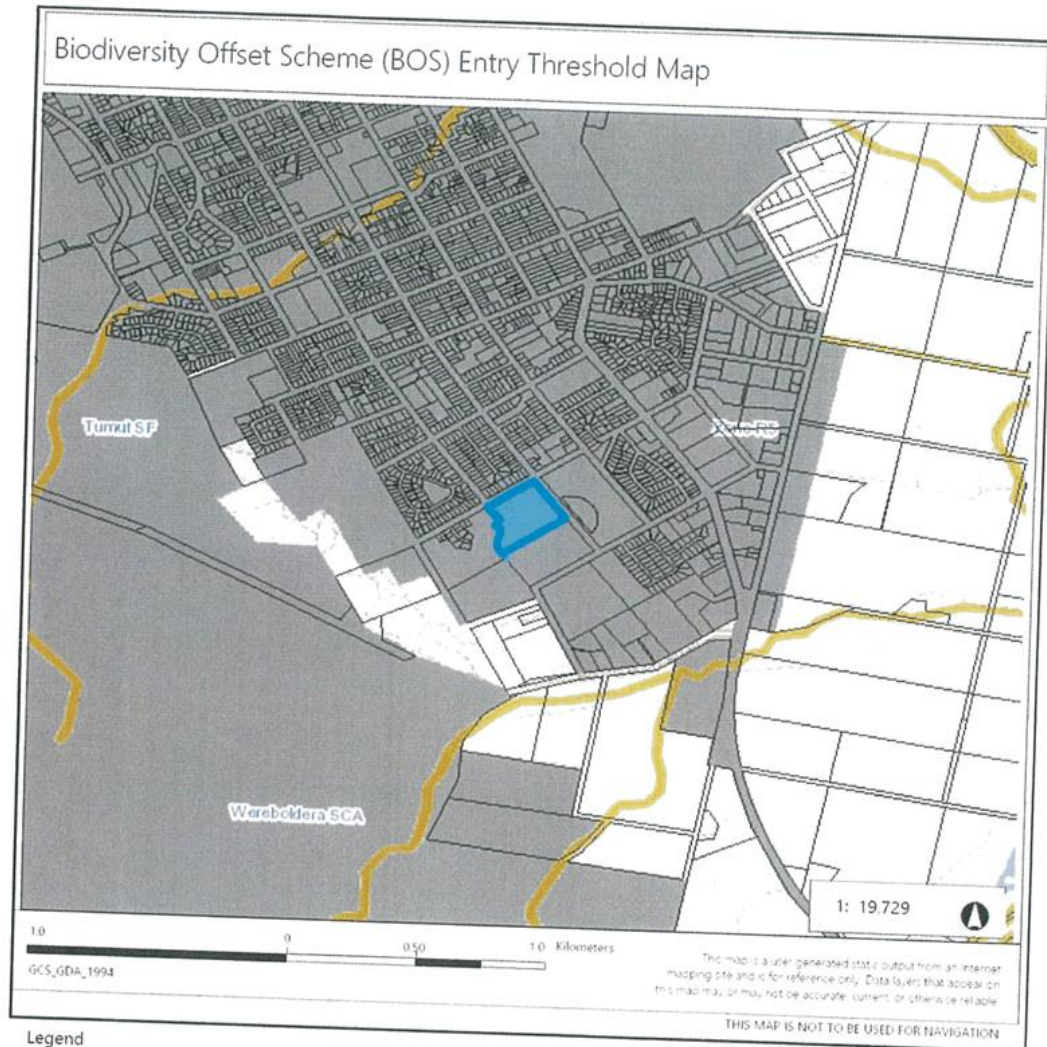 Biodiversity Offset Scheme (BOS) Entry Threshold Map
Tumut SF
Zone R5
Wereboldera SCA
1: 19,729
1.0 0 0.50 1.0 Kilometers
GCS_GDA_1994
This map is a user generated static output from an Internet
mapping site and is for reference only. Data layers that appear on
this map may or may not be accurate, current, or otherwise reliable.
THIS MAP IS NOT TO BE USED FOR NAVIGATION
Legend